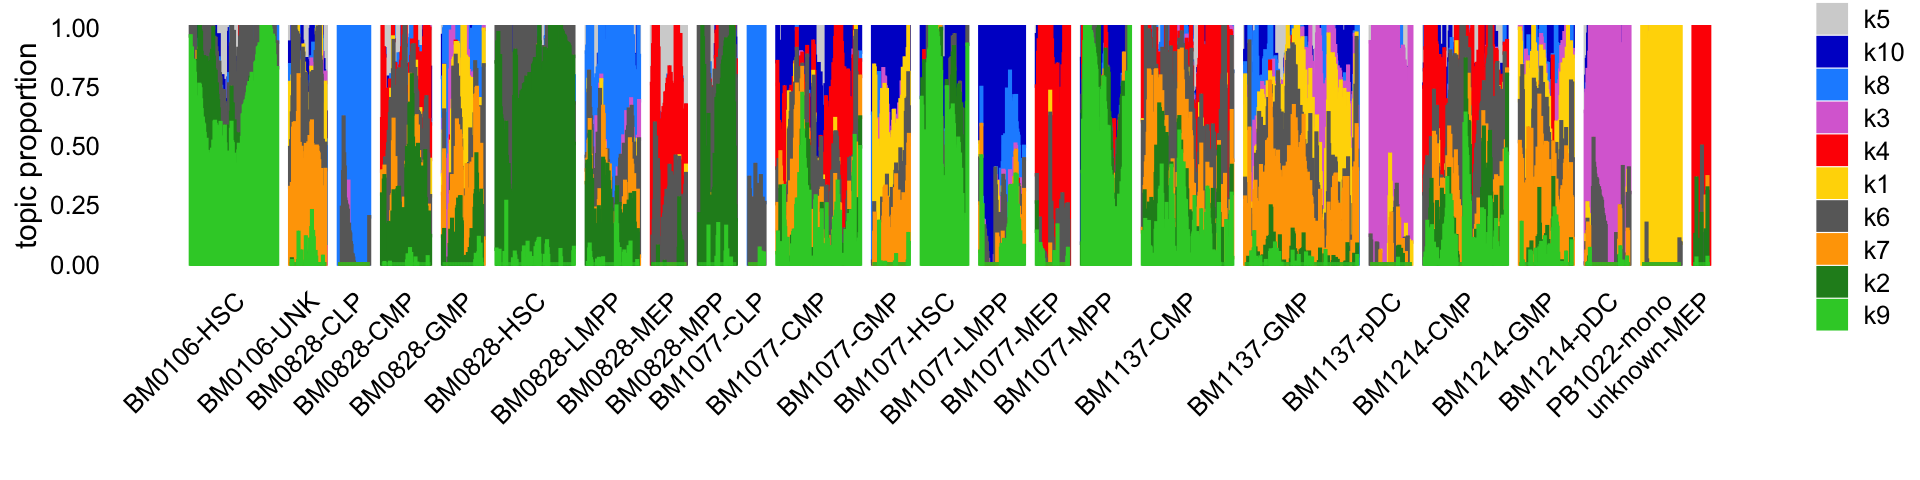 topic proportion
1.00
0.75
0.50
0.25
0.00
BM0106-HSC
BM0106-UNK
BM0828-CLP
BM0828-CMP
BM0828-GMP
BM0828-HSC
BM0828-LMPP
BM0828-MEP
BM0828-MPP
BM1077-CLP
BM1077-CMP
BM1077-GMP
BM1077-HSC
BM1077-LMPP
BM1077-MEP
BM1077-MPP
BM1137-CMP
BM1137-GMP
BM1137-pDC
BM1214-CMP
BM1214-GMP
BM1214-pDC
PB1022-mono
unknown-MEP
k5
k10
k8
k3
k4
k1
k6
k7
k2
k9